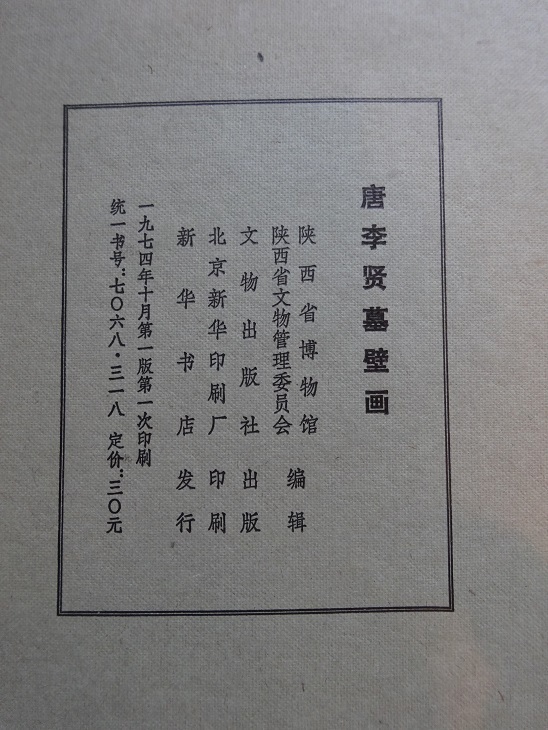 唐李贤墓壁画
陕西省博物馆
陕西省文物管理委员会
编辑
文物出版社出版
北京新华印刷厂印刷
新华书店发行
一九七四年十月第一版第一次印刷
统一书号：七〇六八·三一八 定价：三〇元